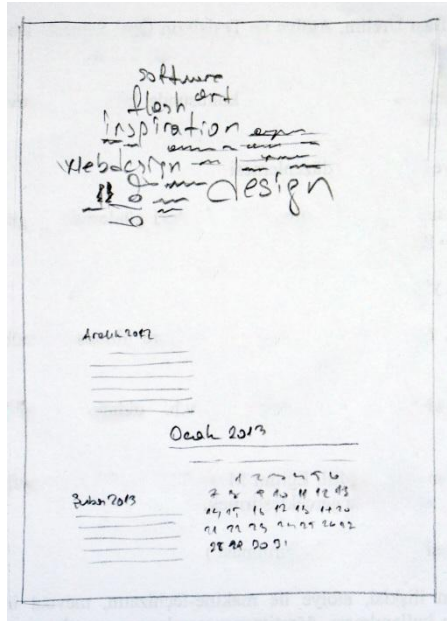 software
flash art
inspiration
webdesign
design
Aralık 2012
Ocak 2013
1 2 3 4 5 6
7 8 9 10 11 12 13
14 15 16 17 18 19 20
21 22 23 24 25 26 27
28 29 30 31
Şubat 2013